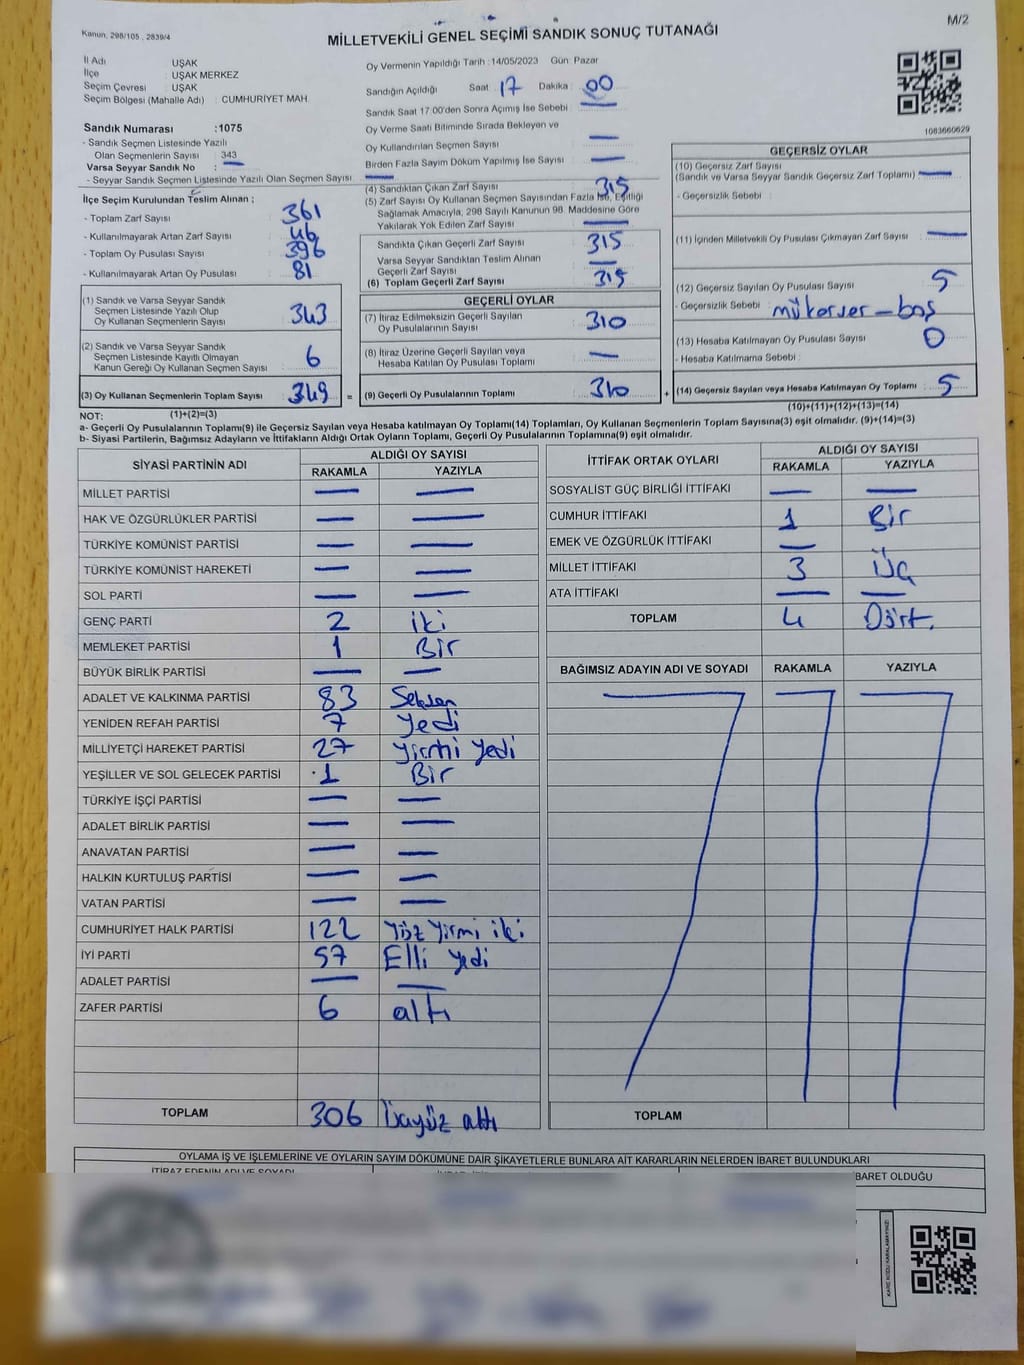 Kanun, 298/105 , 2839/4
M/2
MİLLETVEKİLİ GENEL SEÇİMİ SANDIK SONUÇ TUTANAĞI
İl Adı UŞAK
İlçe UŞAK MERKEZ
Seçim Çevresi UŞAK
Seçim Bölgesi (Mahalle Adı) : CUMHURİYET MAH
Sandık Numarası :1075
- Sandık Seçmen Listesinde Yazılı
Olan Seçmenlerin Sayısı : 343
Varsa Seyyar Sandık No : —
- Seyyar Sandık Seçmen Listesinde Yazılı Olan Seçmen Sayısı : —
İlçe Seçim Kurulundan Teslim Alınan ;
- Toplam Zarf Sayısı : 361
- Kullanılmayarak Artan Zarf Sayısı : 46
- Toplam Oy Pusulası : 396
- Kullanılmayarak Artan Oy Pusulası : 81
(1) Sandık ve Varsa Seyyar Sandık
Seçmen Listesinde Yazılı Olup
Oy Kullanan Seçmenlerin Sayısı : 343
(2) Sandık ve Varsa Seyyar Sandık
Seçmen Listesinde Kayıtlı Olmayan
Kanun Gereği Oy Kullanan Seçmen Sayısı : 6
(3) Oy Kullanan Seçmenlerin Toplam Sayısı : 349 =
Oy Vermenin Yapıldığı Tarih :14/05/2023 Gün: Pazar
Sandığın Açıldığı Saat : 17 Dakika : 00
Sandık Saat 17.00'den Sonra Açımış İse Sebebi : —
Oy Verme Saati Bitiminde Sırada Bekleyen ve
Oy Kullandırılan Seçmen Sayısı : —
Birden Fazla Sayım Döküm Yapılmış İse Sayısı : —
(4) Sandıktan Çıkan Zarf Sayısı : 315
(5) Zarf Sayısı Oy Kullanan Seçmen Sayısından Fazla İse, Eşitliği
Sağlamak Amacıyla, 298 Sayılı Kanunun 98. Maddesine Göre
Yakılarak Yok Edilen Zarf Sayısı : —
Sandıkta Çıkan Geçerli Zarf Sayısı : 315
Varsa Seyyar Sandıktan Teslim Alınan
Geçerli Zarf Sayısı : —
(6) Toplam Geçerli Zarf Sayısı : 315
GEÇERLİ OYLAR
(7) İtiraz Edilmeksizin Geçerli Sayılan
Oy Pusulalarının Sayısı : 310
(8) İtiraz Üzerine Geçerli Sayılan veya
Hesaba Katılan Oy Pusulası Toplamı : —
(9) Geçerli Oy Pusulalarının Toplamı : 310 +
1083660629
GEÇERSİZ OYLAR
(10) Geçersiz Zarf Sayısı
(Sandık ve Varsa Seyyar Sandık Geçersiz Zarf Toplamı) : —
- Geçersizlik Sebebi :
(11) İçinden Milletvekili Oy Pusulası Çıkmayan Zarf Sayısı : —
(12) Geçersiz Sayılan Oy Pusulası Sayısı : 5
- Geçersizlik Sebebi : mükerrer – boş
(13) Hesaba Katılmayan Oy Pusulası Sayısı : 0
- Hesaba Katılmama Sebebi :
(14) Geçersiz Sayılan veya Hesaba Katılmayan Oy Toplamı : 5
(10)+(11)+(12)+(13)=(14)
NOT: (1)+(2)=(3)
a- Geçerli Oy Pusulalarının Toplamı(9) ile Geçersiz Sayılan veya Hesaba katılmayan Oy Toplamı(14) Toplamları, Oy Kullanan Seçmenlerin Toplam Sayısına(3) eşit olmalıdır. (9)+(14)=(3)
b- Siyasi Partilerin, Bağımsız Adayların ve İttifakların Aldığı Ortak Oyların Toplamı, Geçerli Oy Pusulalarının Toplamına(9) eşit olmalıdır.
SİYASİ PARTİNİN ADI ALDIĞI OY SAYISI
RAKAMLA YAZIYLA
MİLLET PARTİSİ — —
HAK VE ÖZGÜRLÜKLER PARTİSİ — —
TÜRKİYE KOMÜNİST PARTİSİ — —
TÜRKİYE KOMÜNİST HAREKETİ — —
SOL PARTİ — —
GENÇ PARTİ 2 iki
MEMLEKET PARTİSİ 1 Bir
BÜYÜK BİRLİK PARTİSİ — —
ADALET VE KALKINMA PARTİSİ 83 Seksen
YENİDEN REFAH PARTİSİ 7 Yedi
MİLLİYETÇİ HAREKET PARTİSİ 27 Yirmi yedi
YEŞİLLER VE SOL GELECEK PARTİSİ 1 Bir
TÜRKİYE İŞÇİ PARTİSİ — —
ADALET BİRLİK PARTİSİ — —
ANAVATAN PARTİSİ — —
HALKIN KURTULUŞ PARTİSİ — —
VATAN PARTİSİ — —
CUMHURİYET HALK PARTİSİ 122 Yüz Yirmi iki
İYİ PARTİ 57 Elli yedi
ADALET PARTİSİ — —
ZAFER PARTİSİ 6 altı
TOPLAM 306 Üçyüz altı
İTTİFAK ORTAK OYLARI ALDIĞI OY SAYISI
RAKAMLA YAZIYLA
SOSYALİST GÜÇ BİRLİĞİ İTTİFAKI — —
CUMHUR İTTİFAKI 1 Bir
EMEK VE ÖZGÜRLÜK İTTİFAKI —
MİLLET İTTİFAKI 3 Üç
ATA İTTİFAKI — —
TOPLAM 4 Dört.
BAĞIMSIZ ADAYIN ADI VE SOYADI RAKAMLA YAZIYLA
TOPLAM
OYLAMA İŞ VE İŞLEMLERİNE VE OYLARIN SAYIM DÖKÜMÜNE DAİR ŞİKAYETLERLE BUNLARA AİT KARARLARIN NELERDEN İBARET BULUNDUKLARI
İTİRAZ EDENİN ADI VE SOYADI
BARET OLDUĞU
KARE KODU KARALAMAYINIZ!